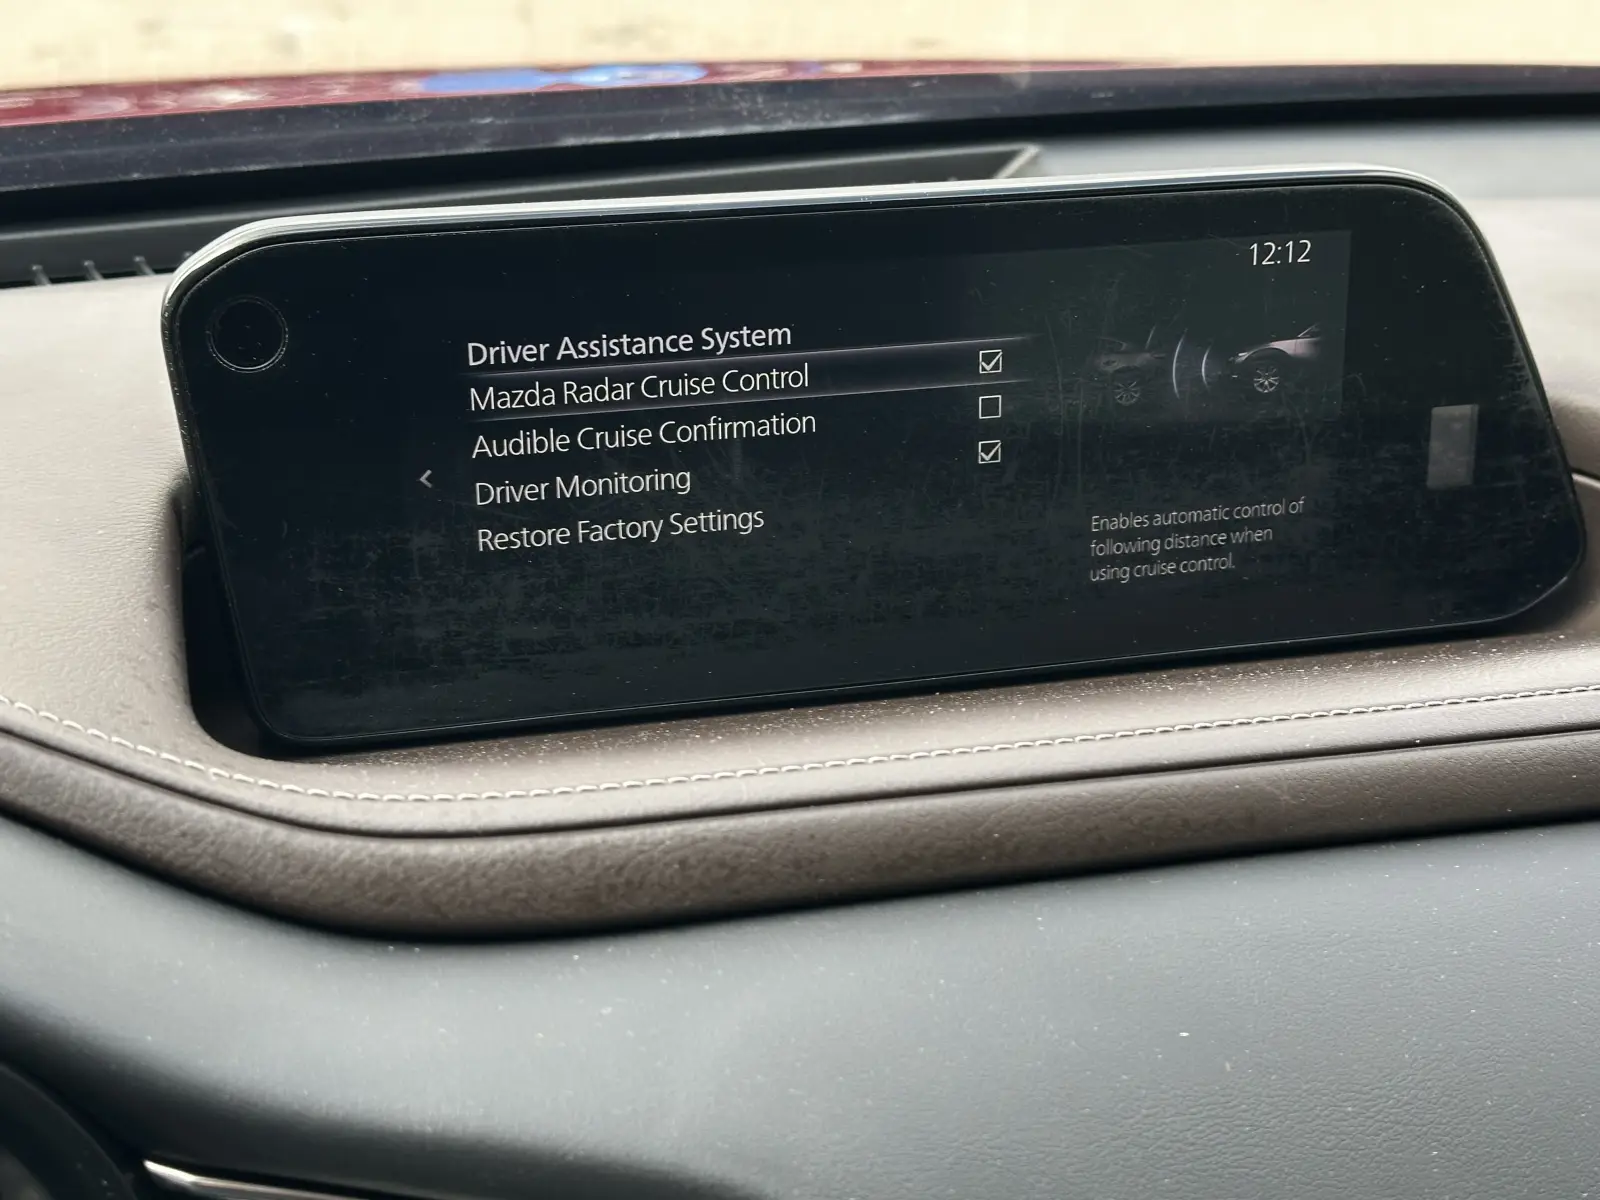 12:12
Driver Assistance System
Mazda Radar Cruise Control
Audible Cruise Confirmation
Driver Monitoring
Restore Factory Settings
Enables automatic control of
following distance when
using cruise control.